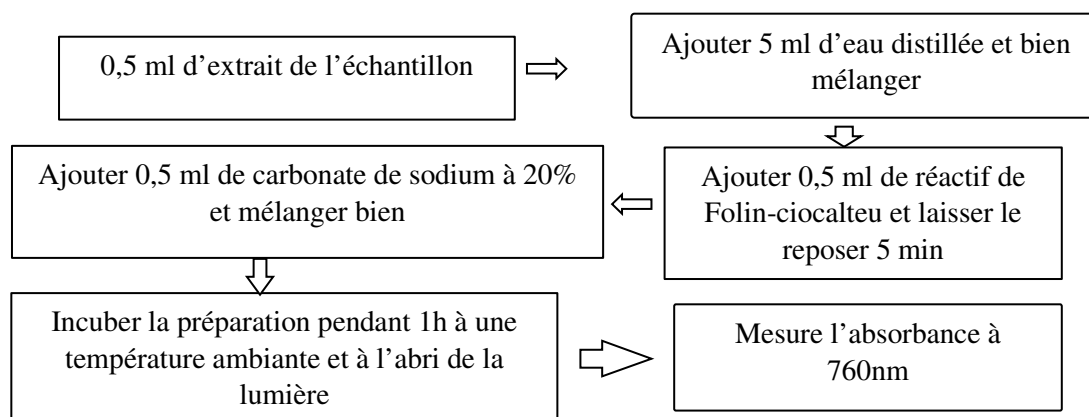 0,5 ml d’extrait de l’échantillon
Ajouter 5 ml d’eau distillée et bien
mélanger
Ajouter 0,5 ml de réactif de
Folin-ciocalteu et laisser le
reposer 5 min
Ajouter 0,5 ml de carbonate de sodium à 20%
et mélanger bien
Incuber la préparation pendant 1h à une
température ambiante et à l’abri de la
lumière
Mesure l’absorbance à
760nm